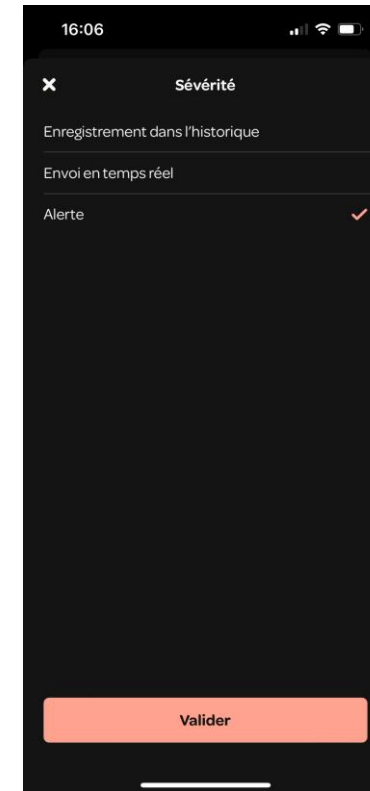 16:06
Sévérité
Enregistrement dans l'historique
Envoi en temps réel
Alerte
Valider